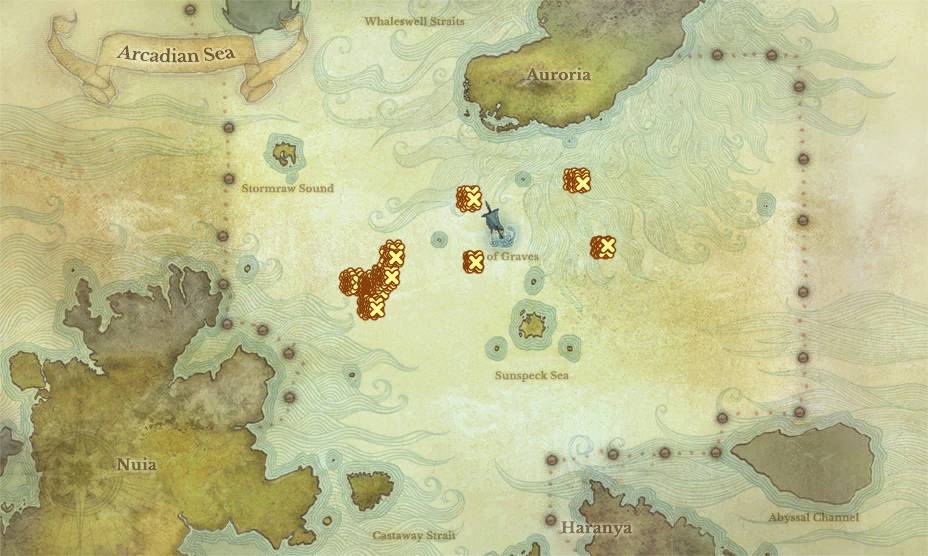 Whaleswell Straits
Arcadian Sea
Auroria
Stormraw Sound
of Graves
Sunspeck Sea
Nuia
Abyssal Channel
Haranya
Castaway Strait